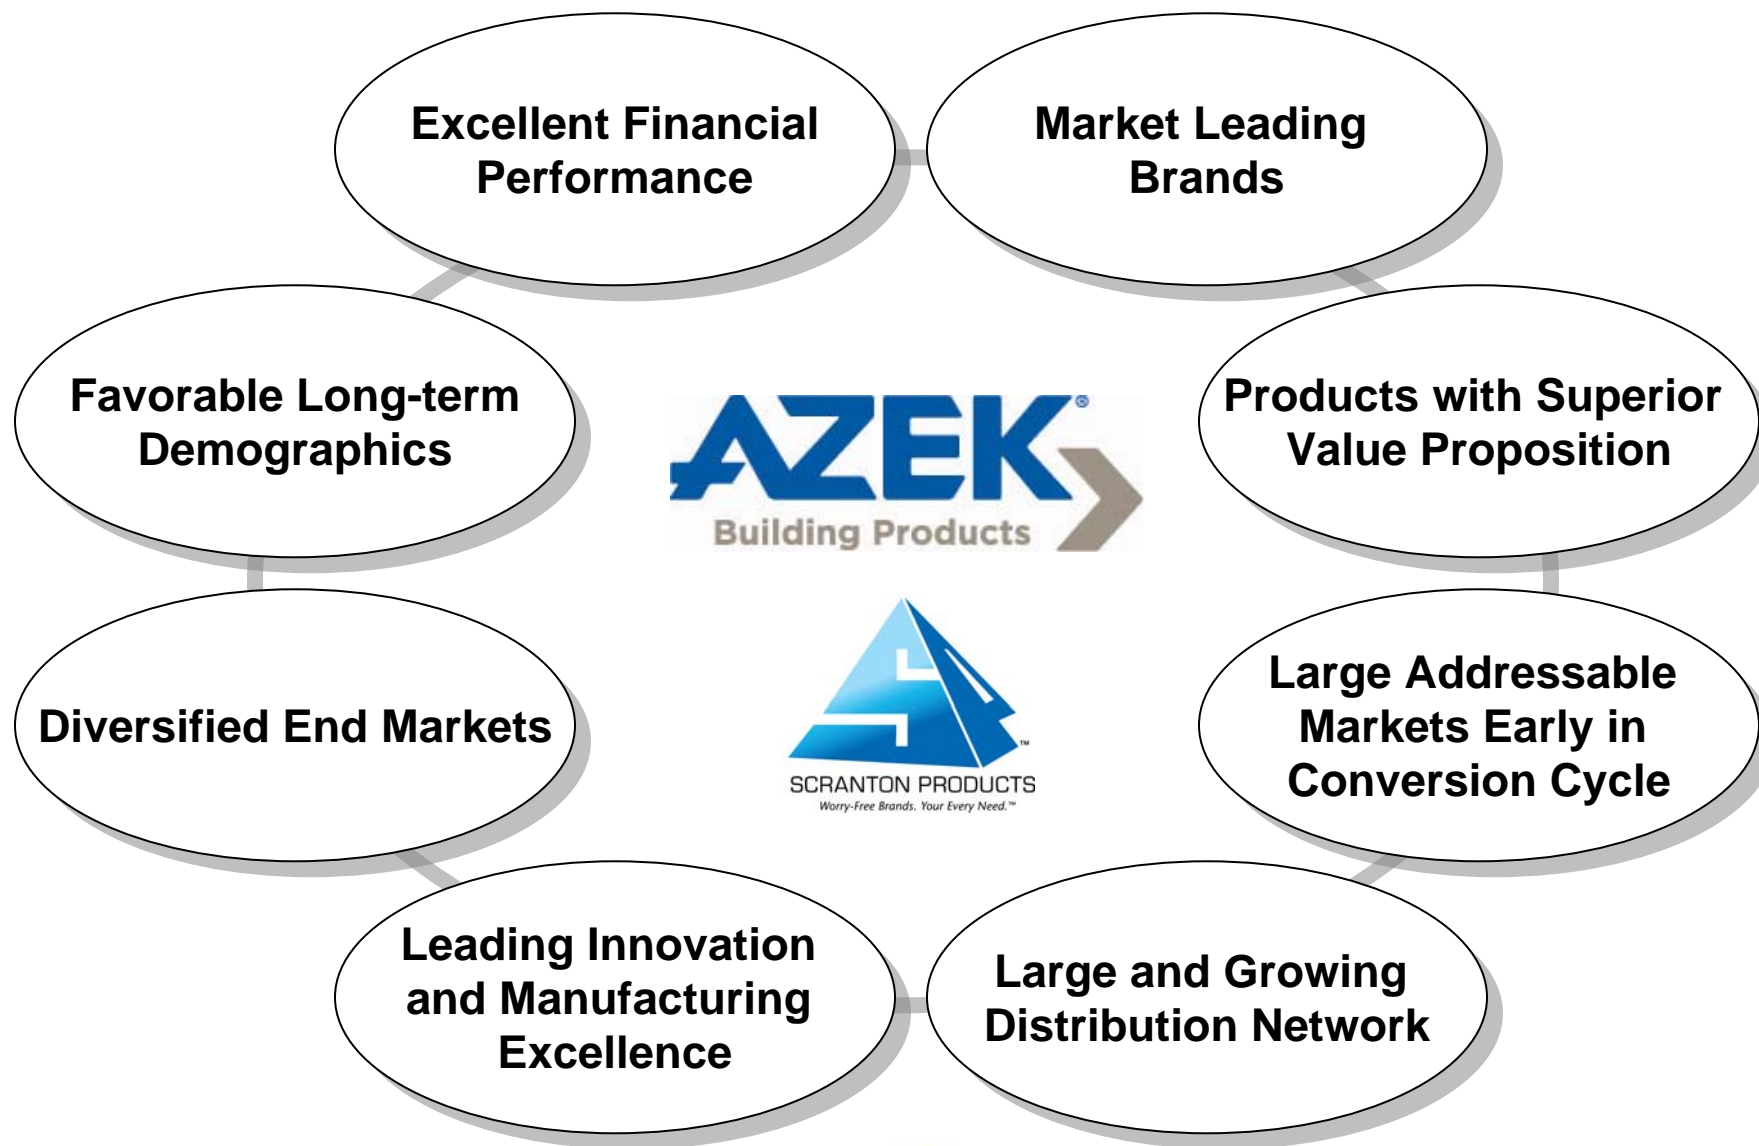 Excellent Financial
Performance
Market Leading
Brands
Favorable Long-term
Demographics
AZEK®
Building Products
Products with Superior
Value Proposition
Diversified End Markets
SCRANTON PRODUCTS™
Worry-Free Brands. Your Every Need.™
Large Addressable
Markets Early in
Conversion Cycle
Leading Innovation
and Manufacturing
Excellence
Large and Growing
Distribution Network